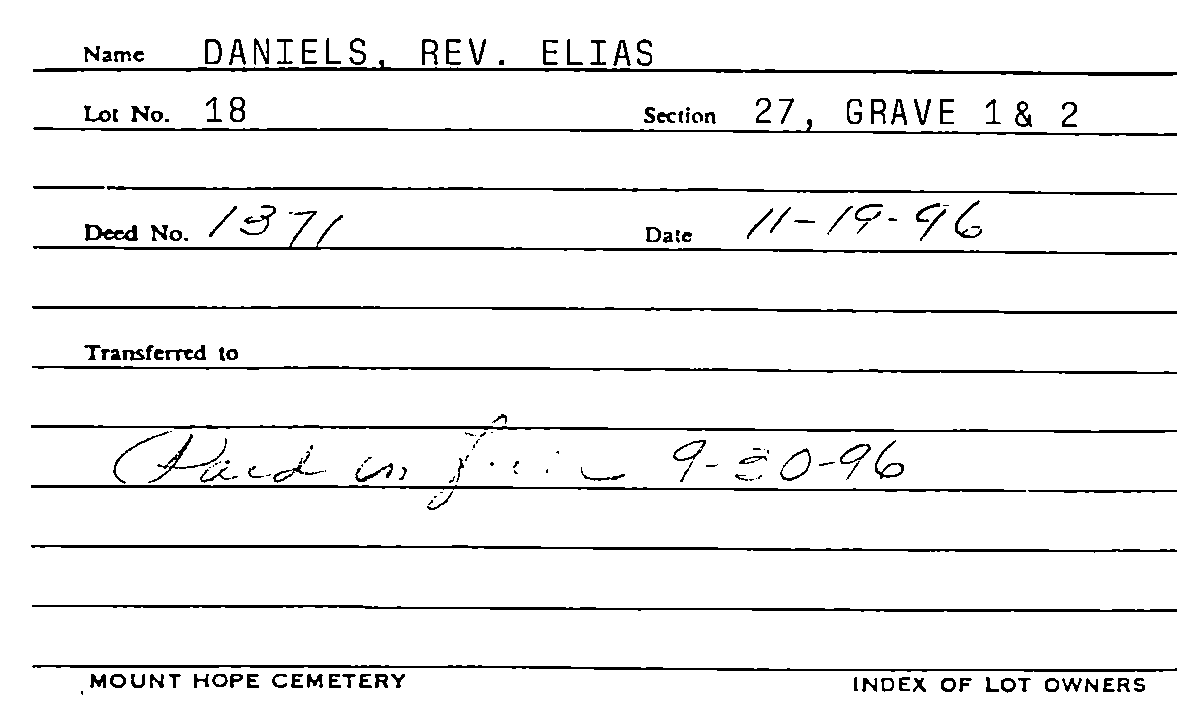 Name DANIELS, REV. ELIAS
Lot No. 18 Section 27, GRAVE 1 & 2
Deed No. 1371 Date 11-19-96
Transferred to
Paid in full 9-30-96
MOUNT HOPE CEMETERY INDEX OF LOT OWNERS